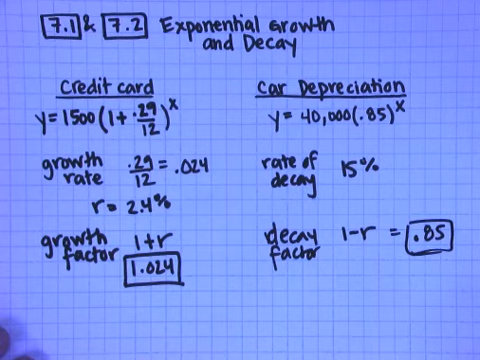 7.1 & 7.2 Exponential Growth
and Decay
Credit card
y = 1500(1 + .29/12)^x
growth rate .29/12 = .024
r = 2.4%
growth factor 1+r
1.024
Car Depreciation
y = 40,000(.85)^x
rate of decay 15%
decay factor 1-r = .85